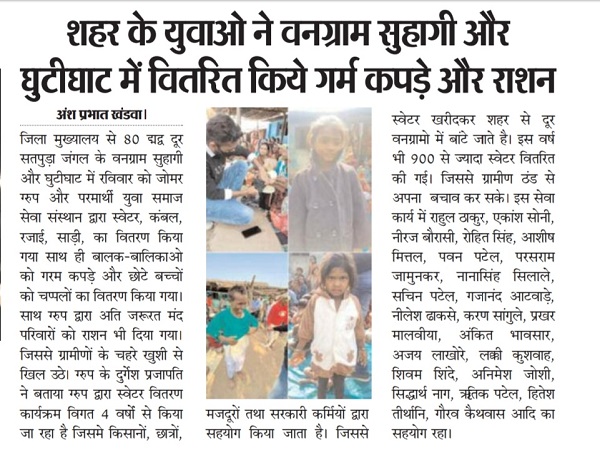 शहर के युवाओ ने वनग्राम सुहागी और
घुटीघाट में वितरित किये गर्म कपड़े और राशन
अंश प्रभात खंडवा।
जिला मुख्यालय से 80 द्मद्व दूर
सतपुड़ा जंगल के वनग्राम सुहागी
और घुटीघाट में रविवार को जोमर
ग्रुप और परमार्थी युवा समाज
सेवा संस्थान द्वारा स्वेटर, कंबल,
रजाई, साड़ी, का वितरण किया
गया साथ ही बालक-बालिकाओ
को गरम कपड़े और छोटे बच्चों
को चप्पलों का वितरण किया गया।
साथ ग्रुप द्वारा अति जरूरत मंद
परिवारों को राशन भी दिया गया।
जिससे ग्रामीणों के चहरे खुशी से
खिल उठे। ग्रुप के दुर्गेश प्रजापति
ने बताया ग्रुप द्वारा स्वेटर वितरण
कार्यक्रम विगत 4 वर्षो से किया
जा रहा है जिसमे किसानों, छात्रों,
मजदूरों तथा सरकारी कर्मियों द्वारा
सहयोग किया जाता है। जिससे
स्वेटर खरीदकर शहर से दूर
वनग्रामो में बांटे जाते है। इस वर्ष
भी 900 से ज्यादा स्वेटर वितरित
की गई। जिससे ग्रामीण ठंड से
अपना बचाव कर सके। इस सेवा
कार्य में राहुल ठाकुर, एकांश सोनी,
नीरज बौरासी, रोहित सिंह, आशीष
मित्तल, पवन पटेल, परसराम
जामुनकर, नानासिंह सिलाले,
सचिन पटेल, गजानंद आटवाड़े,
नीलेश ढाकसे, करण सांगुले, प्रखर
मालवीया, अंकित भावसार,
अजय लाखोरे, लक्की कुशवाह,
शिवम शिंदे, अनिमेश जोशी,
सिद्धार्थ नाग, ऋतिक पटेल, हितेश
तीर्थानि, गौरव कैथवास आदि का
सहयोग रहा।